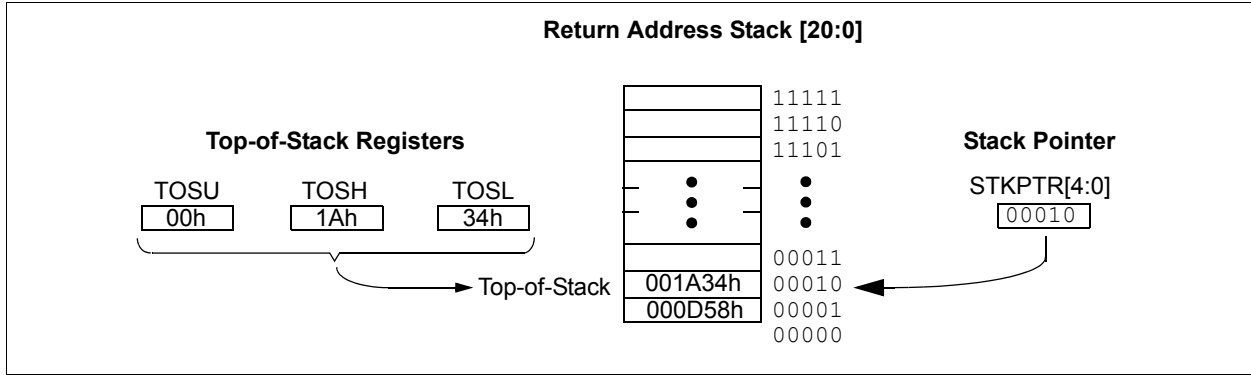 Return Address Stack [20:0]
Top-of-Stack Registers
TOSU TOSH TOSL
00h 1Ah 34h
11111
11110
11101
Stack Pointer
STKPTR[4:0]
00010
00011
Top-of-Stack 001A34h 00010
000D58h 00001
00000